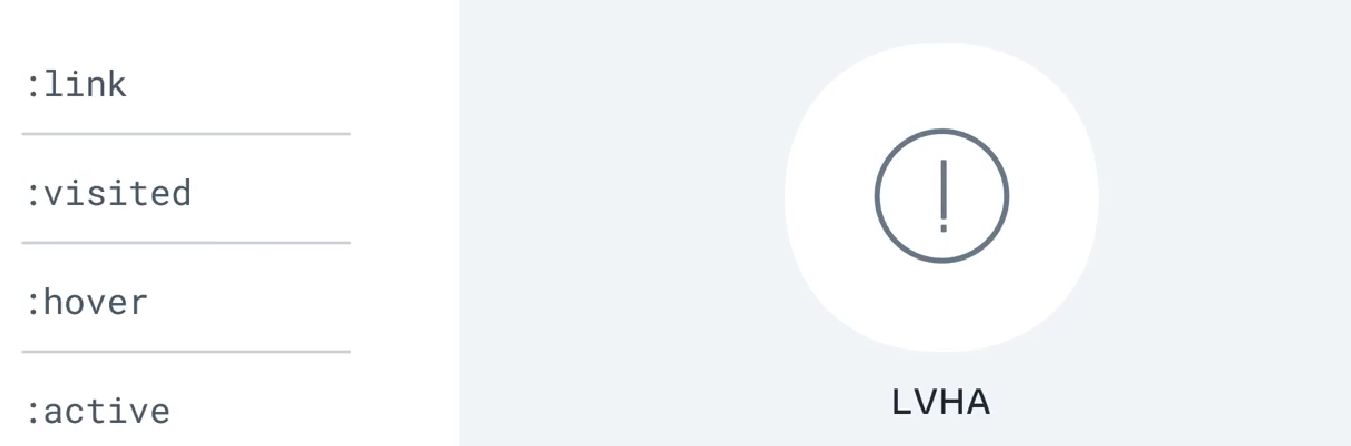 :link
:visited
:hover
:active
LVHA